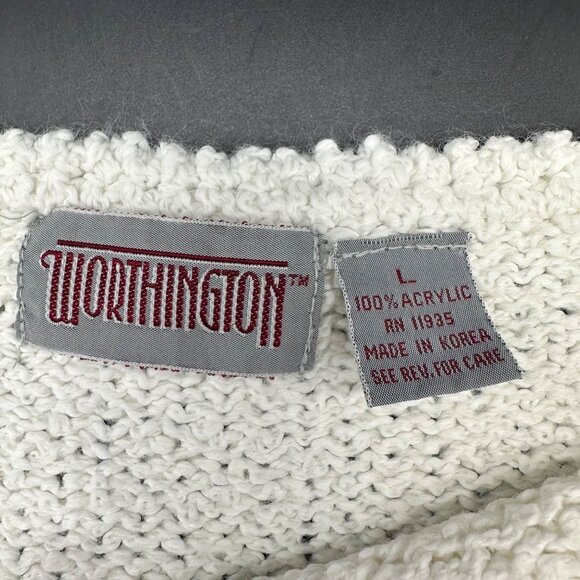 WORTHINGTON™
L
100% ACRYLIC
RN 11935
MADE IN KOREA
SEE REV. FOR CARE